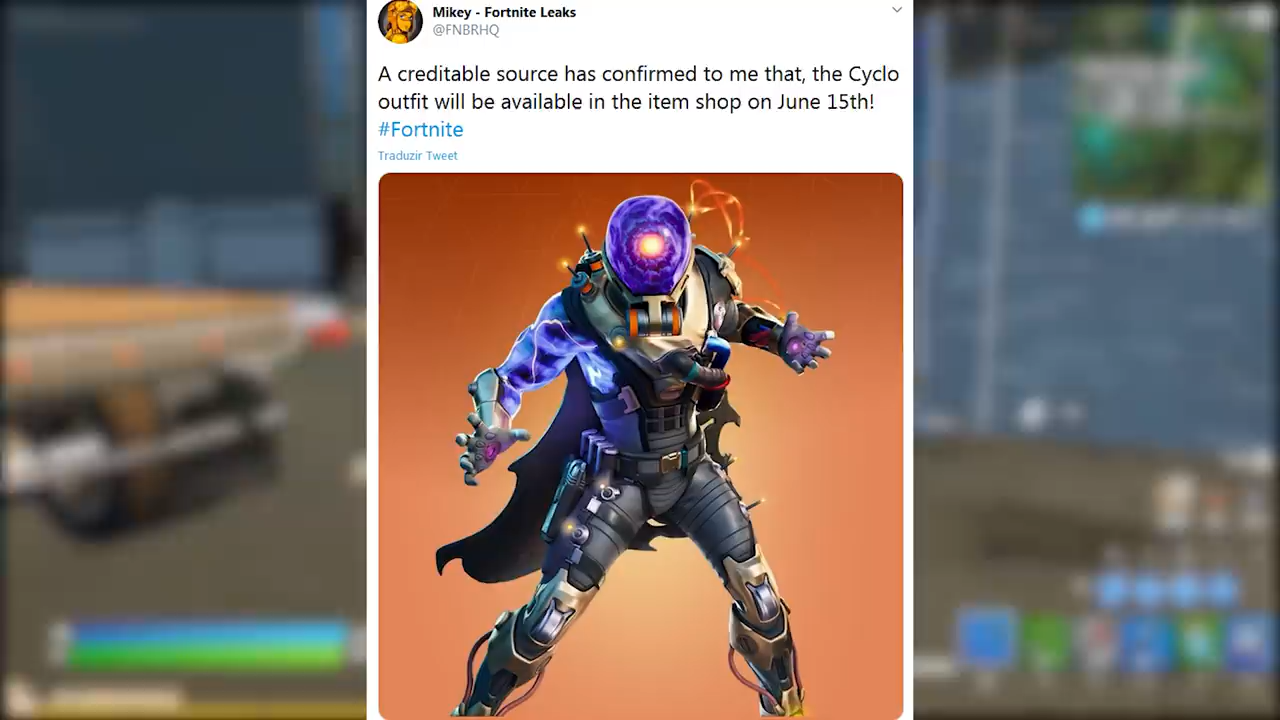 Mikey - Fortnite Leaks
@FNBRHQ
A creditable source has confirmed to me that, the Cyclo
outfit will be available in the item shop on June 15th!
#Fortnite
Traduzir Tweet